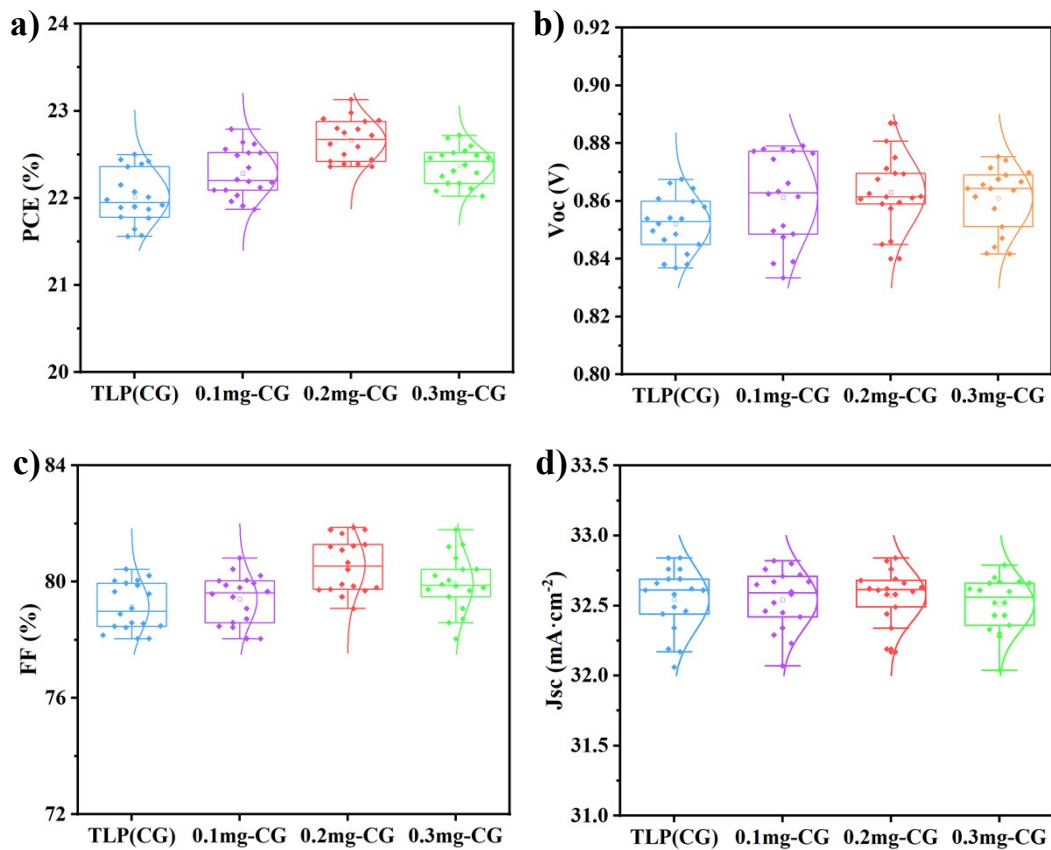 a)
24
23
22
21
20
PCE (%)
TLP(CG) 0.1mg-CG 0.2mg-CG 0.3mg-CG
b)
0.92
0.90
0.88
0.86
0.84
0.82
0.80
Voc (V)
TLP(CG) 0.1mg-CG 0.2mg-CG 0.3mg-CG
c)
84
80
76
72
FF (%)
TLP(CG) 0.1mg-CG 0.2mg-CG 0.3mg-CG
d)
33.5
33.0
32.5
32.0
31.5
31.0
Jsc (mA·cm⁻²)
TLP(CG) 0.1mg-CG 0.2mg-CG 0.3mg-CG